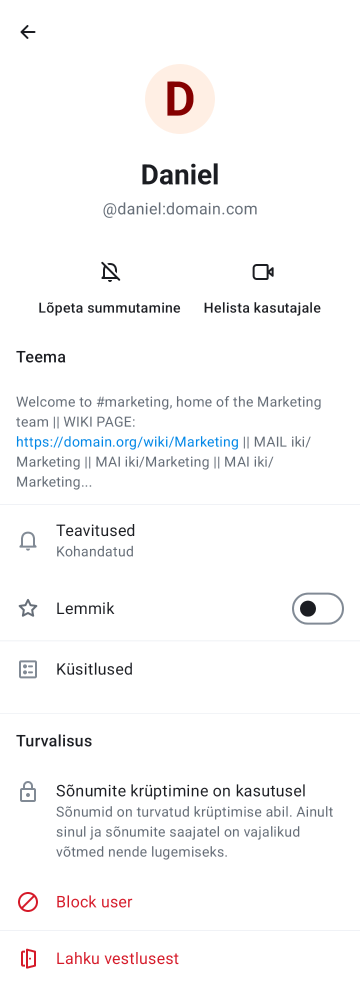 D
Daniel
@daniel:domain.com
Lõpeta summutamine
Helista kasutajale
Teema
Welcome to #marketing, home of the Marketing
team || WIKI PAGE:
https://domain.org/wiki/Marketing || MAIL iki/
Marketing || MAI iki/Marketing || MAI iki/
Marketing...
Teavitused
Kohandatud
Lemmik
Küsitlused
Turvalisus
Sõnumite krüptimine on kasutusel
Sõnumid on turvatud krüptimise abil. Ainult
sinul ja sõnumite saajatel on vajalikud
võtmed nende lugemiseks.
Block user
Lahku vestlusest